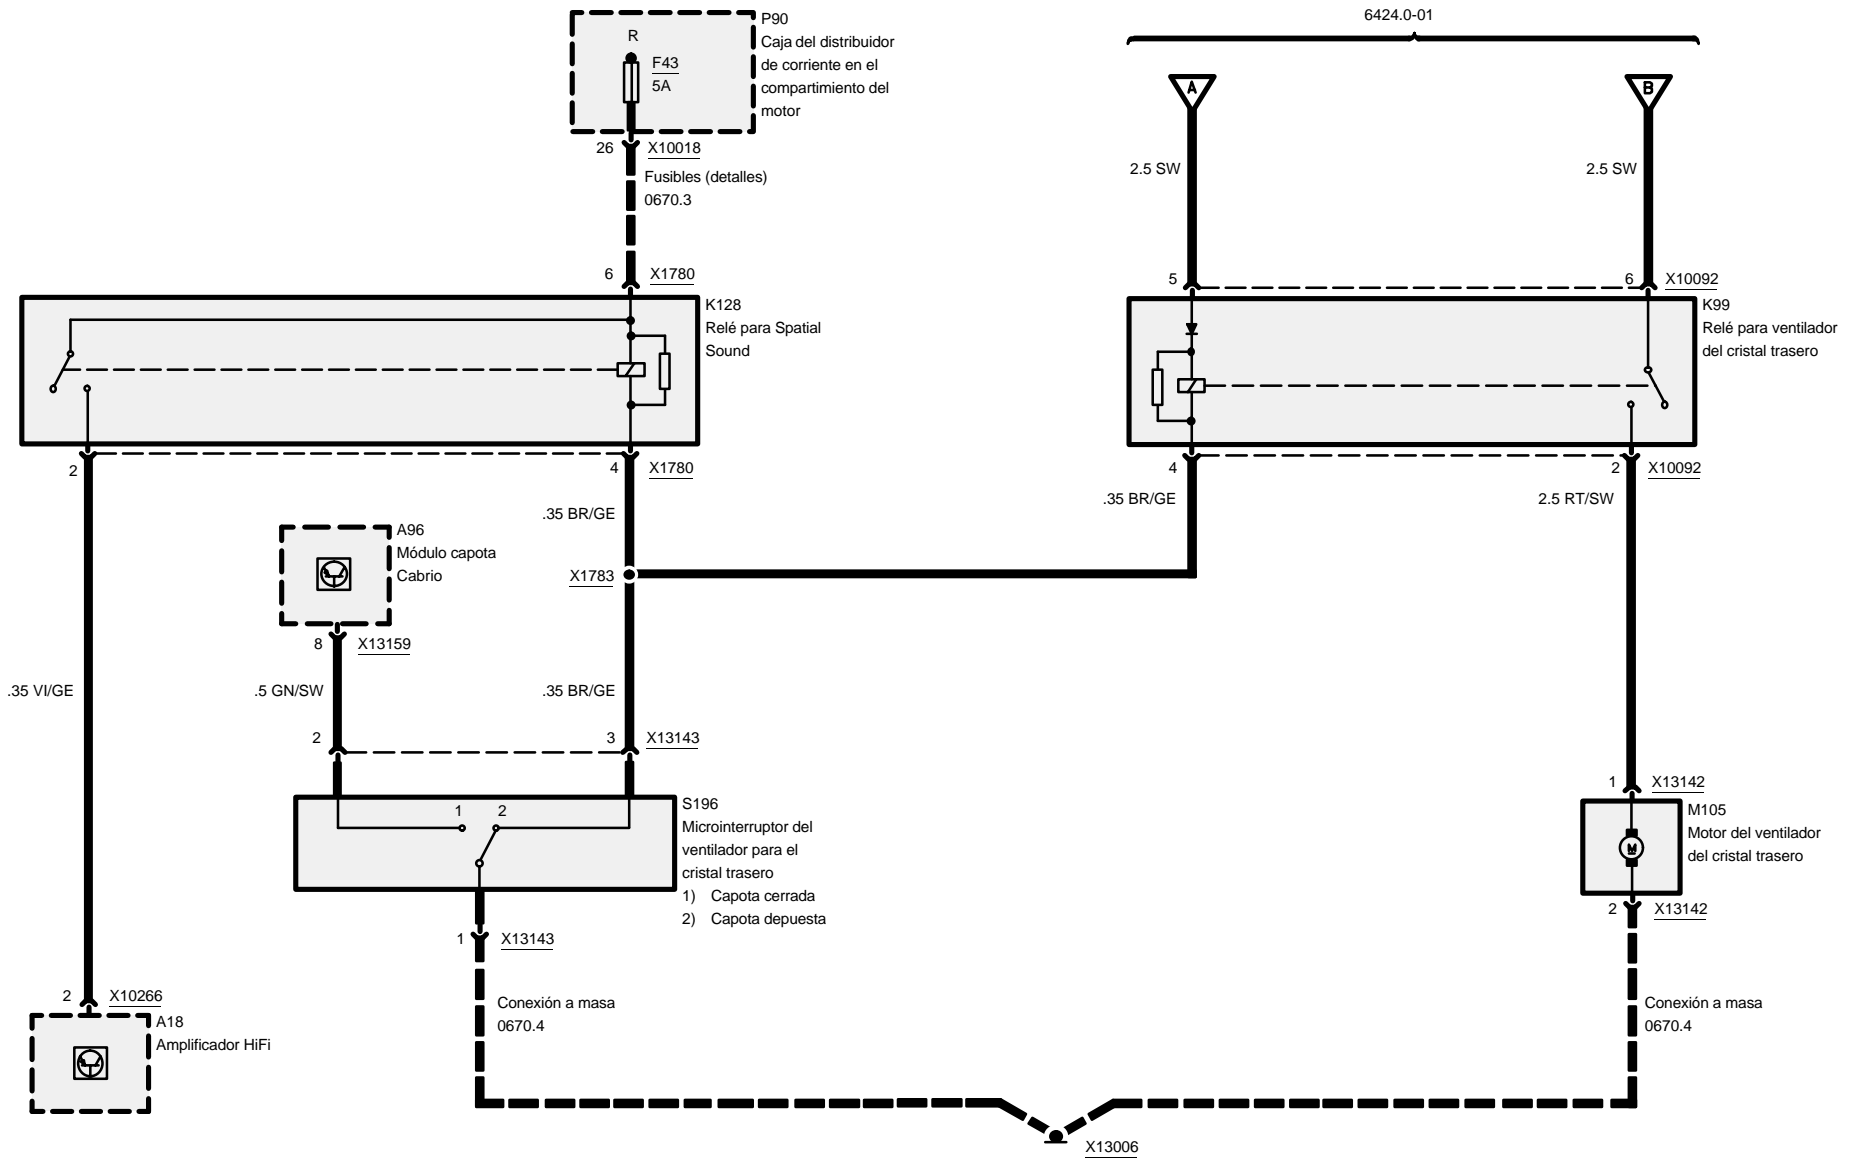 6424.0-01
P90
Caja del distribuidor
de corriente en el
compartimiento del
motor
R
F43
5A
26 X10018
Fusibles (detalles)
0670.3
A
B
2.5 SW
2.5 SW
6 X1780
5
6 X10092
K128
Relé para Spatial
Sound
K99
Relé para ventilador
del cristal trasero
2
4 X1780
4
2 X10092
.35 BR/GE
.35 BR/GE
2.5 RT/SW
A96
Módulo capota
Cabrio
X1783
8 X13159
.35 VI/GE
.5 GN/SW
.35 BR/GE
2
3 X13143
1 2
S196
Microinterruptor del
ventilador para el
cristal trasero
1) Capota cerrada
2) Capota depuesta
1 X13142
M105
Motor del ventilador
del cristal trasero
M
2 X13142
1 X13143
Conexión a masa
0670.4
Conexión a masa
0670.4
2 X10266
A18
Amplificador HiFi
X13006